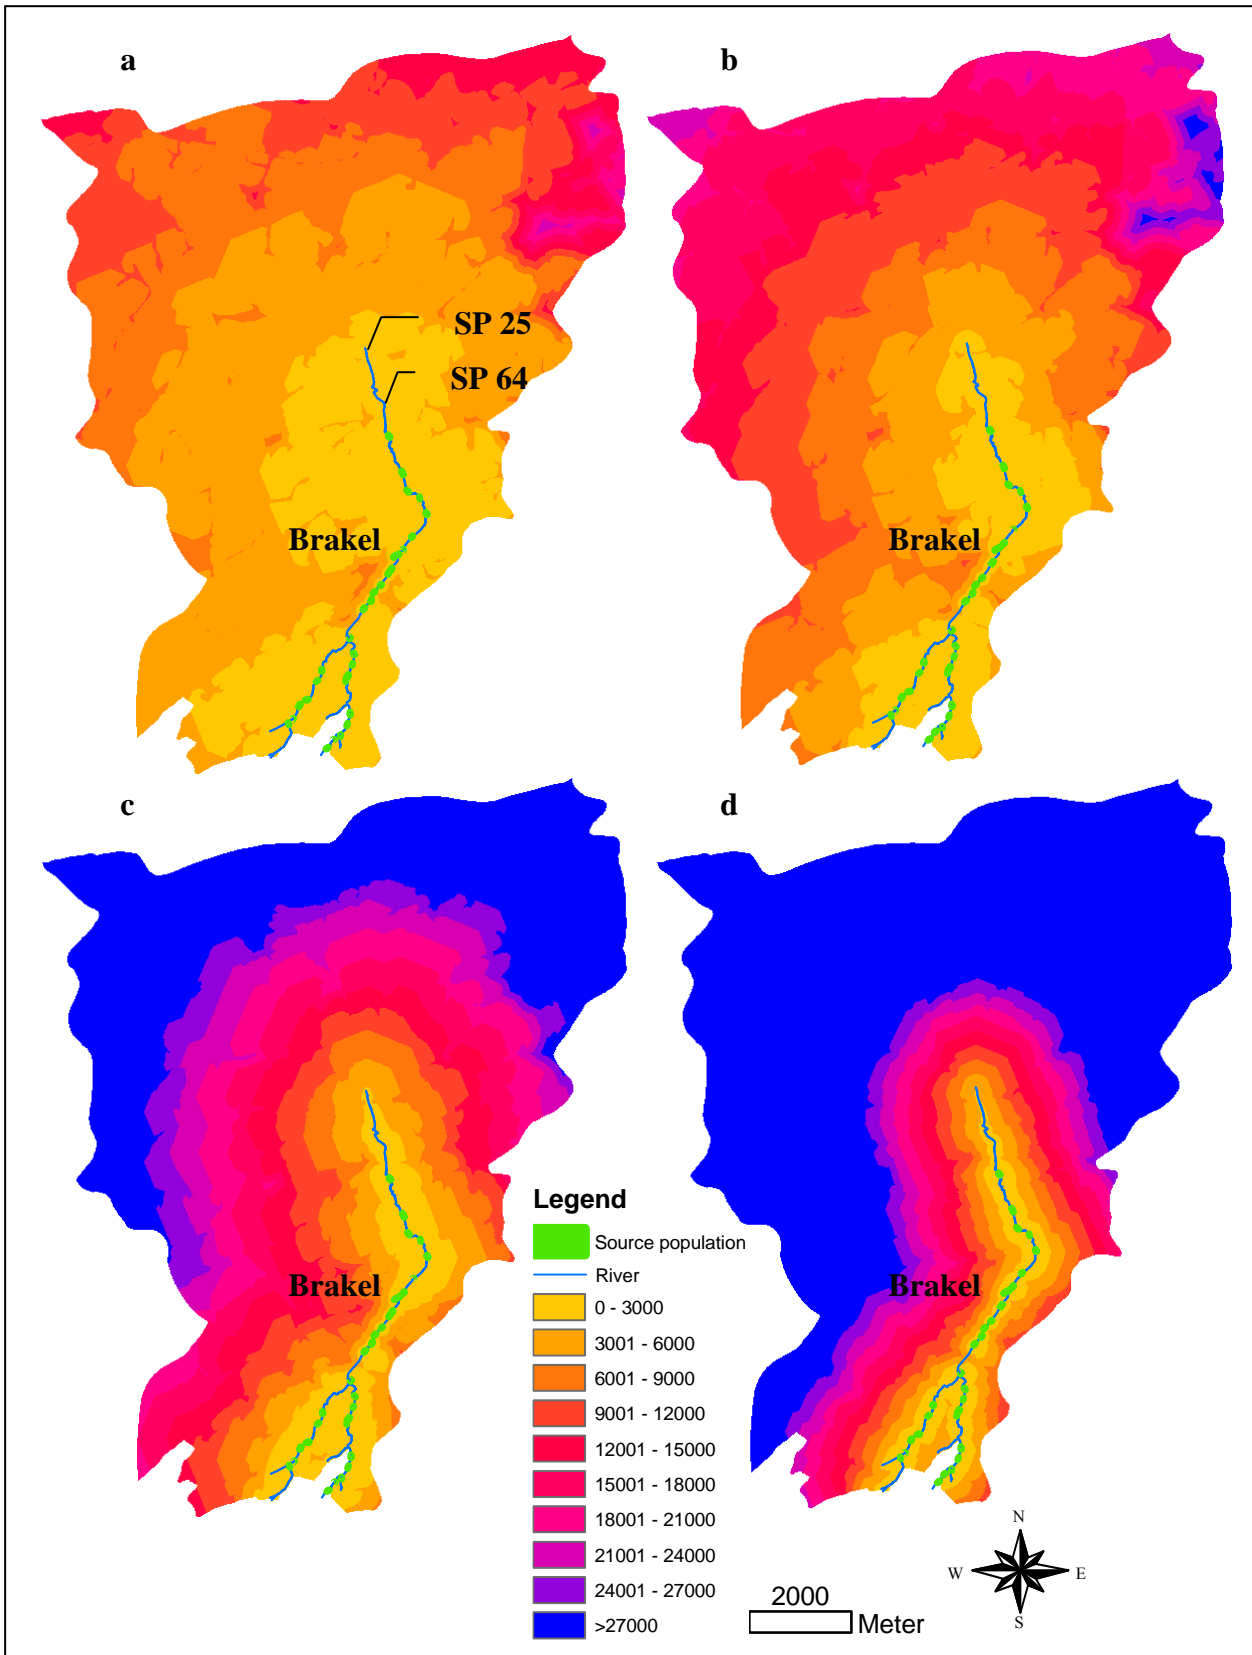 a
b
SP 25
SP 64
Brakel
Brakel
c
d
Brakel
Brakel
Legend
Source population
River
0 - 3000
3001 - 6000
6001 - 9000
9001 - 12000
12001 - 15000
15001 - 18000
18001 - 21000
21001 - 24000
24001 - 27000
>27000
2000
Meter
N
W
E
S